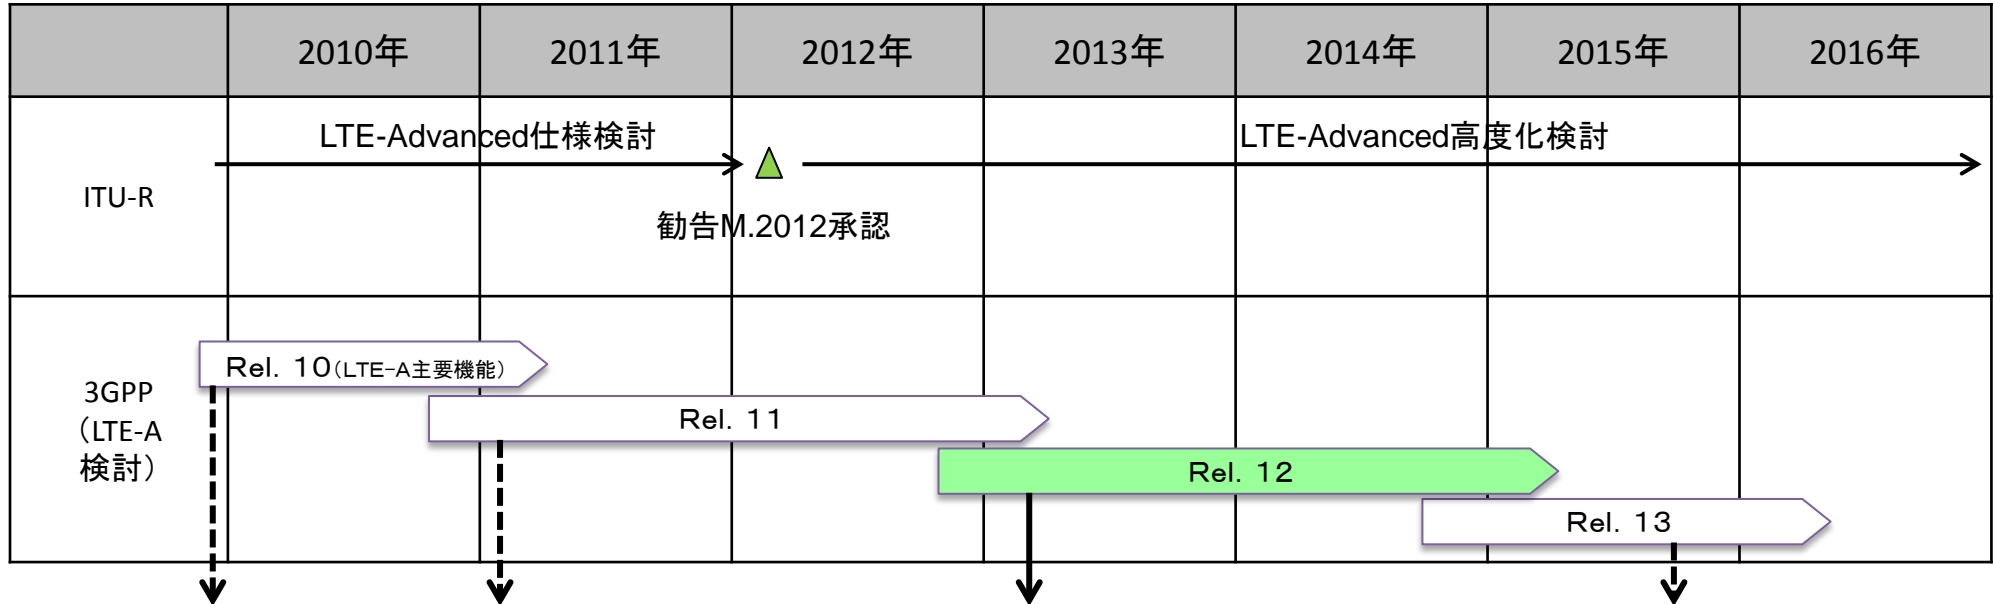 2010年 2011年 2012年 2013年 2014年 2015年 2016年
ITU-R
LTE-Advanced仕様検討
LTE-Advanced高度化検討
勧告M.2012承認
3GPP
（LTE-A
検討）
Rel. 10（LTE-A主要機能）
Rel. 11
Rel. 12
Rel. 13